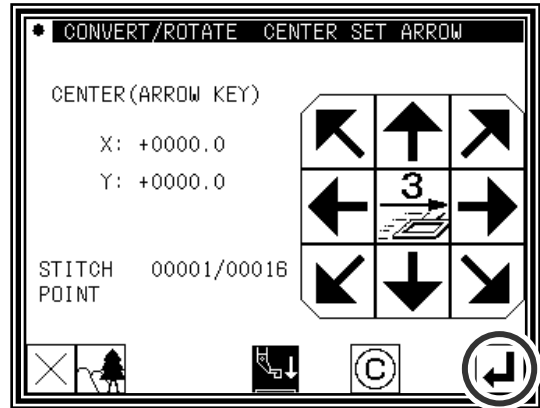 CONVERT/ROTATE CENTER SET ARROW
CENTER(ARROW KEY)
X: +0000.0
Y: +0000.0
3
STITCH 00001/00016
POINT
C